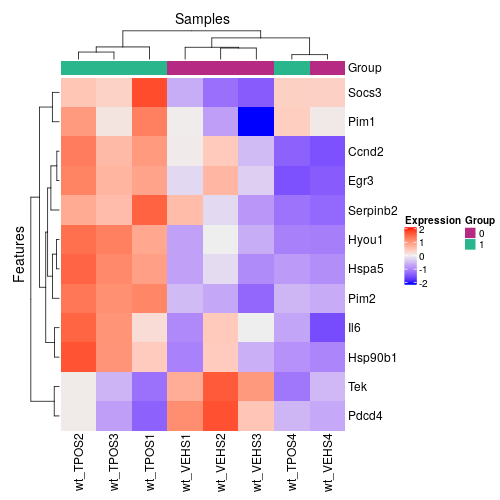 Samples
Group
Socs3
Pim1
Ccnd2
Egr3
Serpinb2
Hyou1
Hspa5
Pim2
Il6
Hsp90b1
Tek
Pdcd4
Features
wt_TPOS2
wt_TPOS3
wt_TPOS1
wt_VEHS1
wt_VEHS2
wt_VEHS3
wt_TPOS4
wt_VEHS4
Expression
2
1
0
-1
-2
Group
0
1